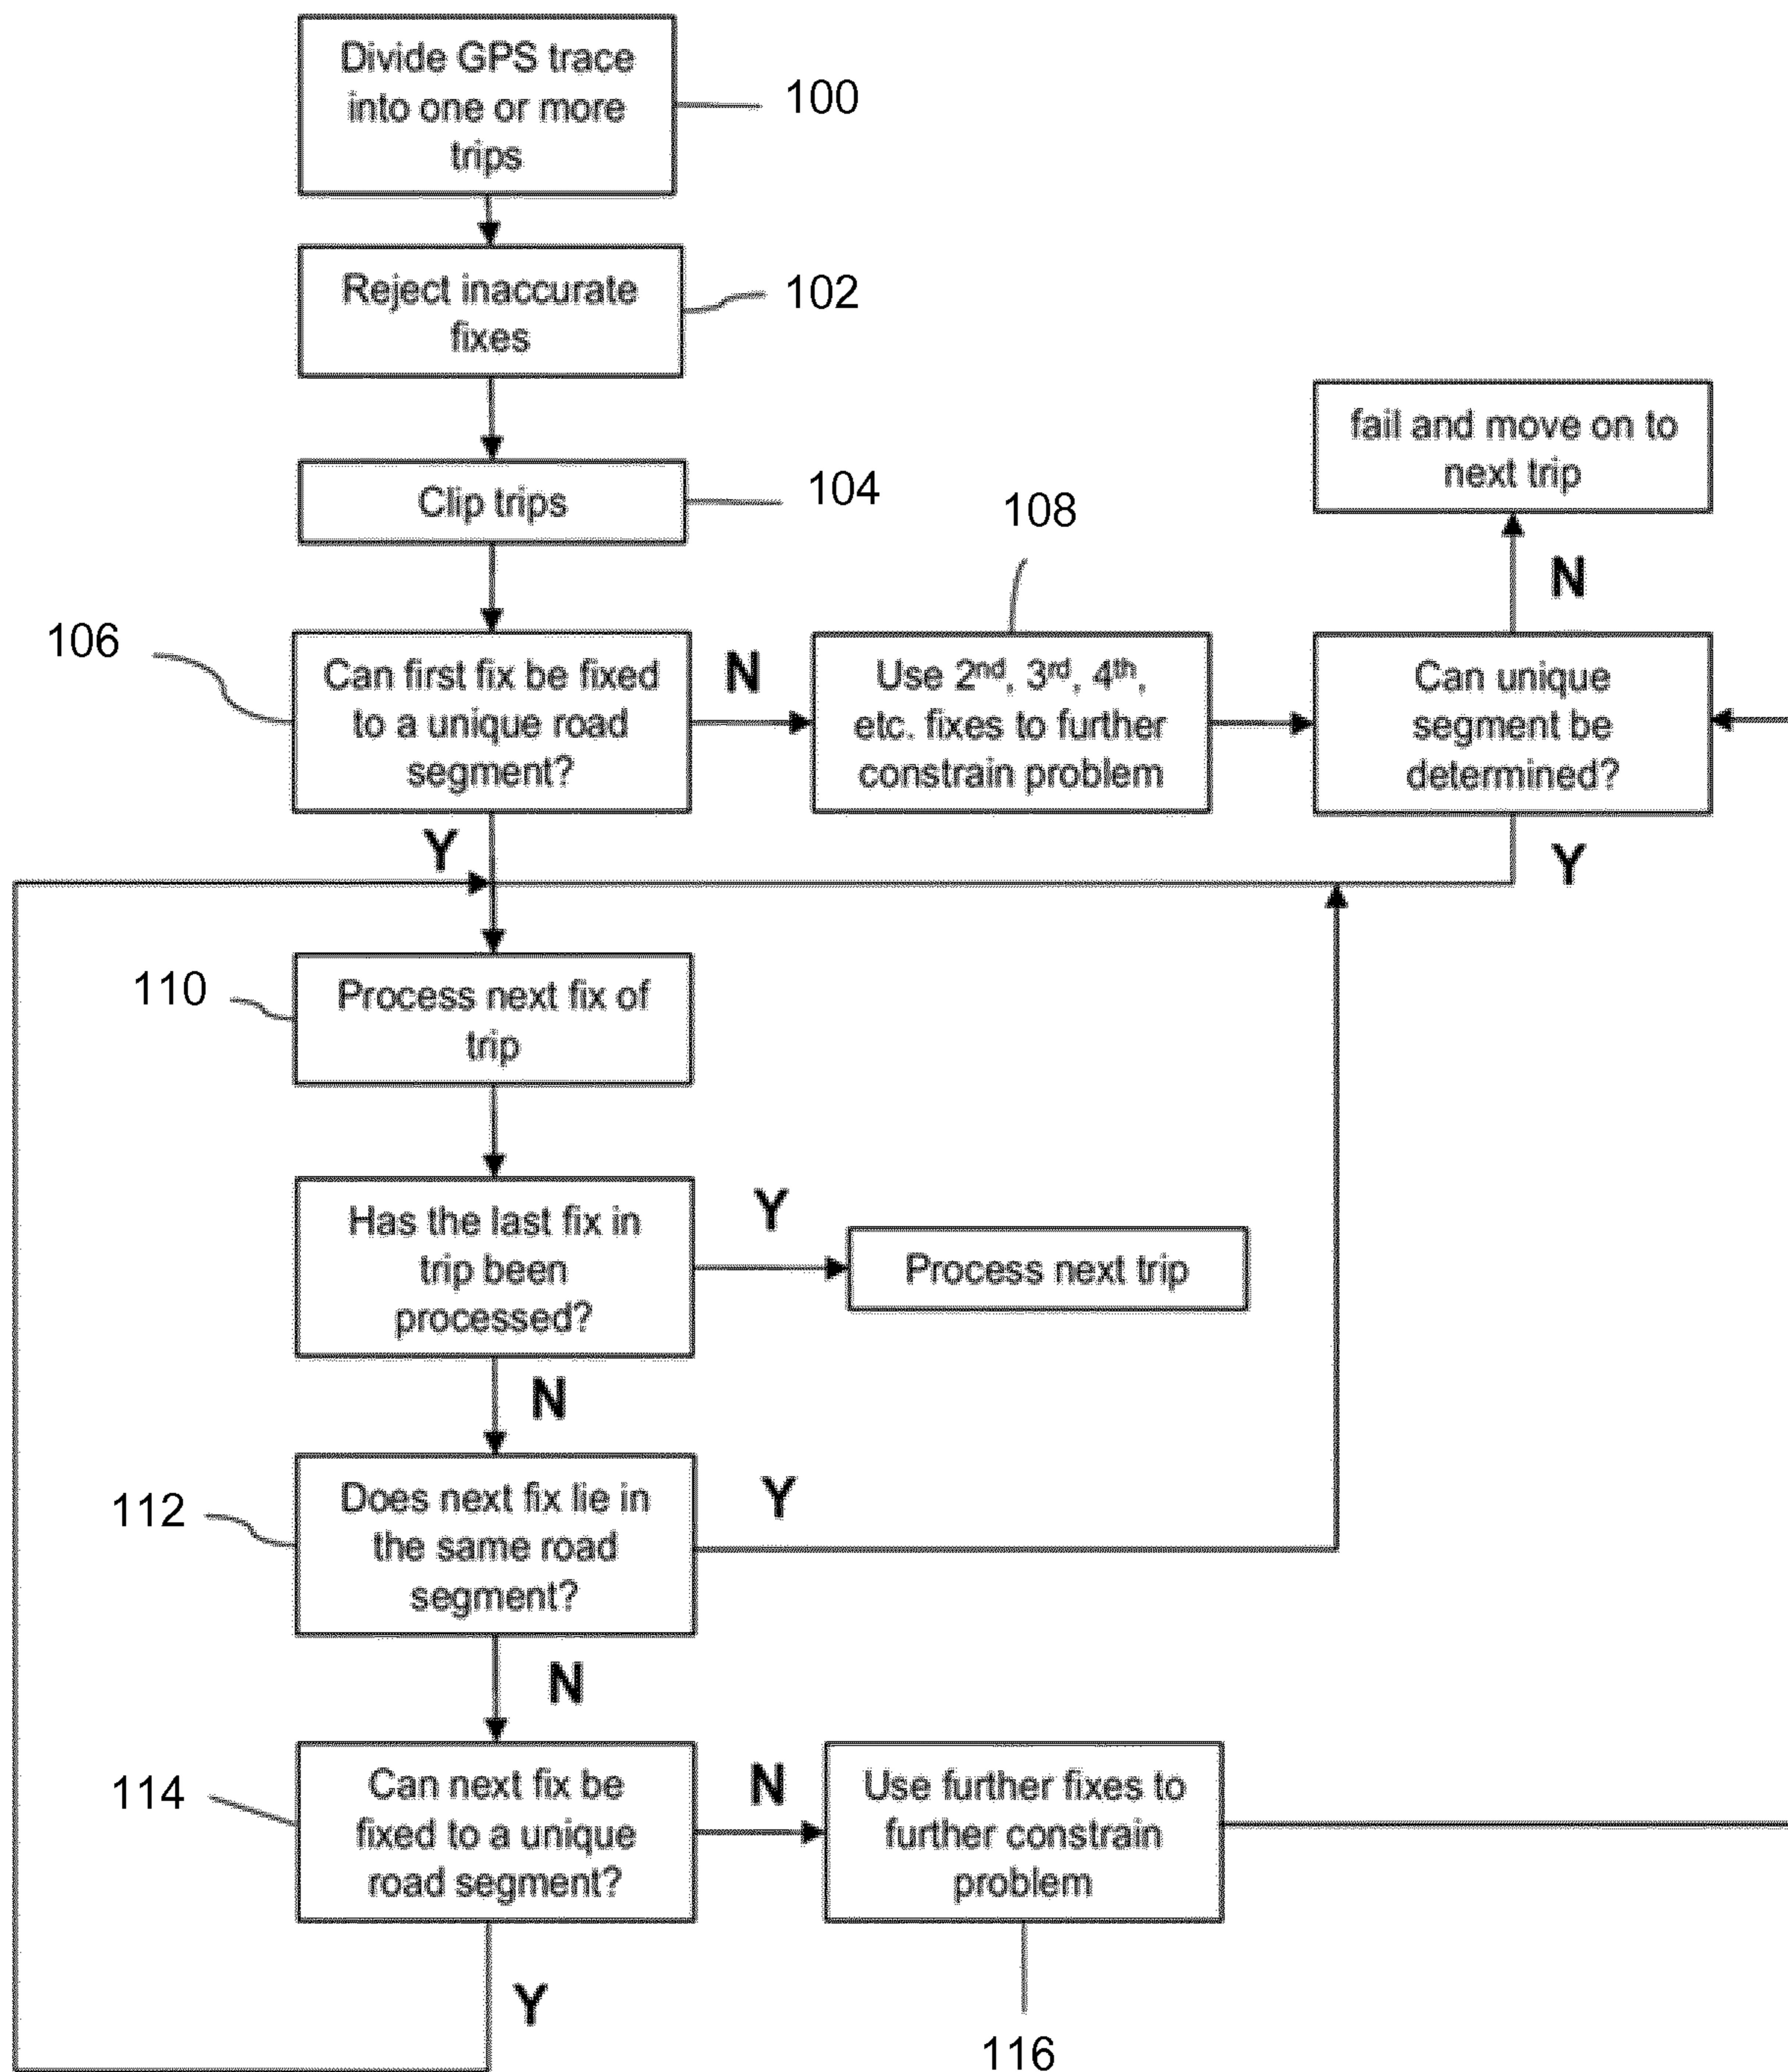 Divide GPS trace
into one or more
trips
100
Reject inaccurate
fixes
102
fail and move on to
next trip
Clip trips
104
108
N
106
Can first fix be fixed
to a unique road
segment?
N
Use 2nd, 3rd, 4th,
etc. fixes to further
constrain problem
Can unique
segment be
determined?
Y
Y
110
Process next fix of
trip
Has the last fix in
trip been
processed?
Y
Process next trip
N
112
Does next fix lie in
the same road
segment?
Y
N
114
Can next fix be
fixed to a unique
road segment?
N
Use further fixes to
further constrain
problem
Y
116